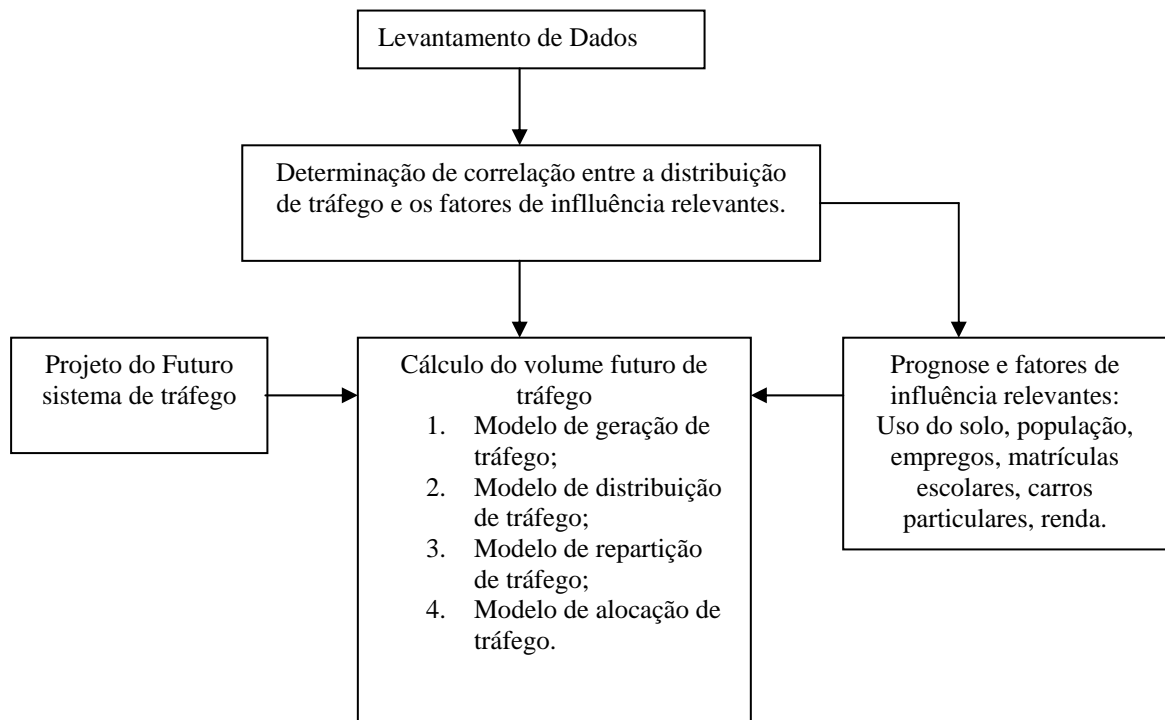 Levantamento de Dados
Determinação de correlação entre a distribuição
de tráfego e os fatores de inflluência relevantes.
Projeto do Futuro
sistema de tráfego
Cálculo do volume futuro de
tráfego
1. Modelo de geração de
tráfego;
2. Modelo de distribuição
de tráfego;
3. Modelo de repartição
de tráfego;
4. Modelo de alocação de
tráfego.
Prognose e fatores de
influência relevantes:
Uso do solo, população,
empregos, matrículas
escolares, carros
particulares, renda.